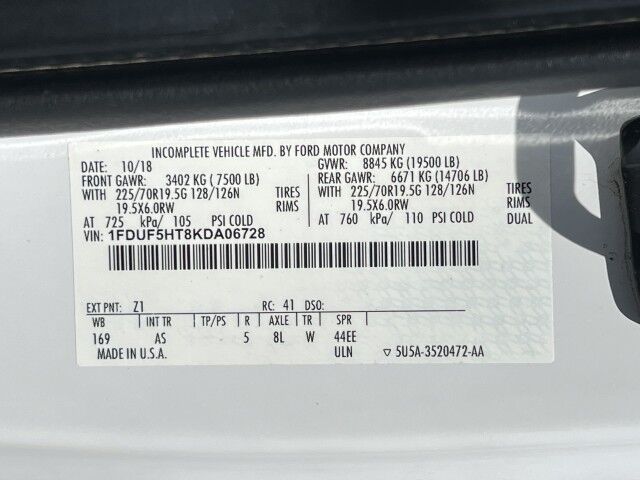 INCOMPLETE VEHICLE MFD. BY FORD MOTOR COMPANY
DATE: 10/18 GVWR: 8845 KG (19500 LB)
FRONT GAWR: 3402 KG ( 7500 LB) REAR GAWR: 6671 KG (14706 LB)
WITH 225/70R19.5G 128/126N TIRES WITH 225/70R19.5G 128/126N TIRES
19.5X6.0RW RIMS 19.5X6.0RW RIMS
AT 725 kPa/ 105 PSI COLD AT 760 kPa/ 110 PSI COLD DUAL
VIN: 1FDUF5HT8KDA06728
EXT PNT: Z1 RC: 41 DSO:
WB INT TR TP/PS R AXLE TR SPR
169 AS 5 8L W 44EE
MADE IN U.S.A. ULN ▽ 5U5A-3520472-AA